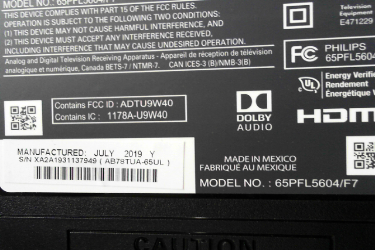 MODEL NO.: 65PFL5604/F7
THIS DEVICE COMPLIES WITH PART 15 OF THE FCC RULES.
OPERATION IS SUBJECT TO THE FOLLOWING TWO CONDITIONS:
(1) THIS DEVICE MAY NOT CAUSE HARMFUL INTERFERENCE, AND
(2) THIS DEVICE MUST ACCEPT ANY INTERFERENCE RECEIVED,
INCLUDING INTERFERENCE THAT MAY CAUSE UNDESIRED OPERATION.
Analog and Digital Television Receiving Apparatus - Appareil de réception de télévision
analogique et numérique, Canada BETS-7 / NTMR-7. CAN ICES-3 (B)/NMB-3(B)
E471229
FC
PHILIPS
65PFL5604/
UL
Energy Verified
Rendement
Énergétique
Contains FCC ID : ADTU9W40
Contains IC : 1178A-U9W40
DOLBY
AUDIO
HDMI
MANUFACTURED: JULY 2019 Y
S/N XA2A1931137949 ( AB78TUA-65UL )
MADE IN MEXICO
FABRIQUÉ AU MEXIQUE
MODEL NO.: 65PFL5604/F7
CAUTION